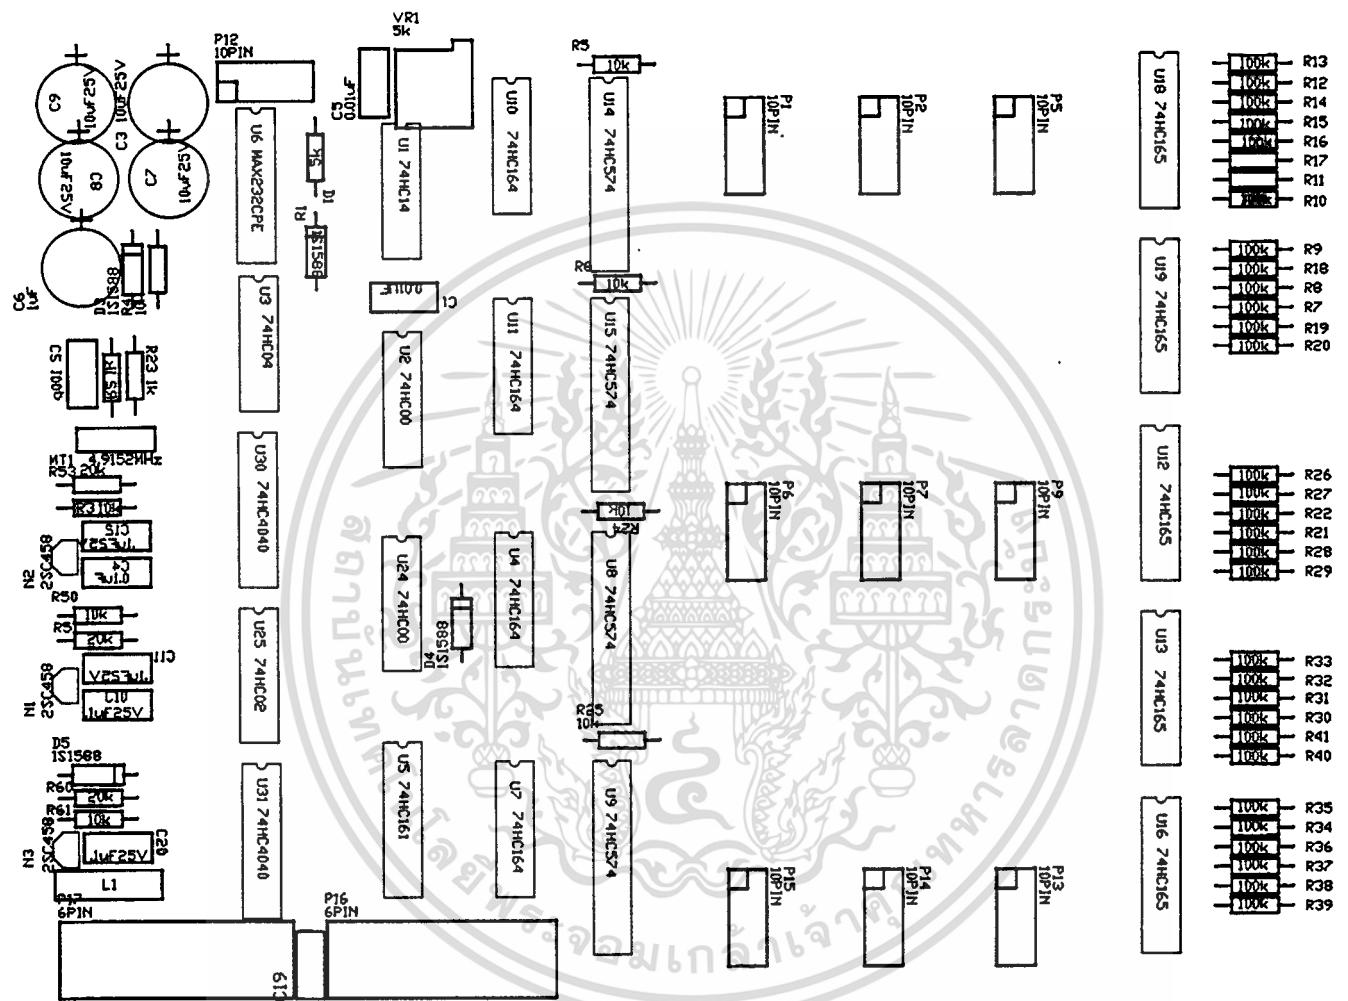 VR1
5k
P12
10PIN
R5
10k
C9
10uF25V
C3 10uF25V
C8
10uF25V
C7
10uF25V
C5
0.01uF
U6 MAX232CPE
5k
D1
R1
1S1588
U1 74HC14
U10 74HC164
U14 74HC574
P1
10PIN
P2
10PIN
P5
10PIN
U18 74HC165
100k R13
100k R12
100k R14
100k R15
100k R16
R17
R11
R10
C6
1uF
1S1588
R4
U3 74HC04
0.01uF
C1
R6
10k
U19 74HC165
100k R9
100k R18
100k R8
100k R7
100k R19
100k R20
R23 1k
U2 74HC00
U11 74HC164
U15 74HC574
4.9152MHz
R53 20k
R3 10k
C15
C4
0.1uF
N2
2SC458
U30 74HC4040
10k
R24
P6
10PIN
P7
10PIN
P9
10PIN
U12 74HC165
100k R26
100k R27
100k R22
100k R21
100k R28
100k R29
R50
10k
20k
C11
C10
1uF25V
N1
2SC458
U25 74HC02
U24 74HC00
D4
1S1588
U4 74HC164
U8 74HC574
U13 74HC165
100k R33
100k R32
100k R31
100k R30
100k R41
100k R40
D5
1S1588
R60
20k
R61
10k
N3
2SC458
.1uF25V
C20
L1
U31 74HC4040
U5 74HC161
U7 74HC164
10k
U9 74HC574
U16 74HC165
100k R35
100k R34
100k R36
100k R37
100k R38
100k R39
P17
6PIN
P16
6PIN
C19
P15
10PIN
P14
10PIN
P13
10PIN